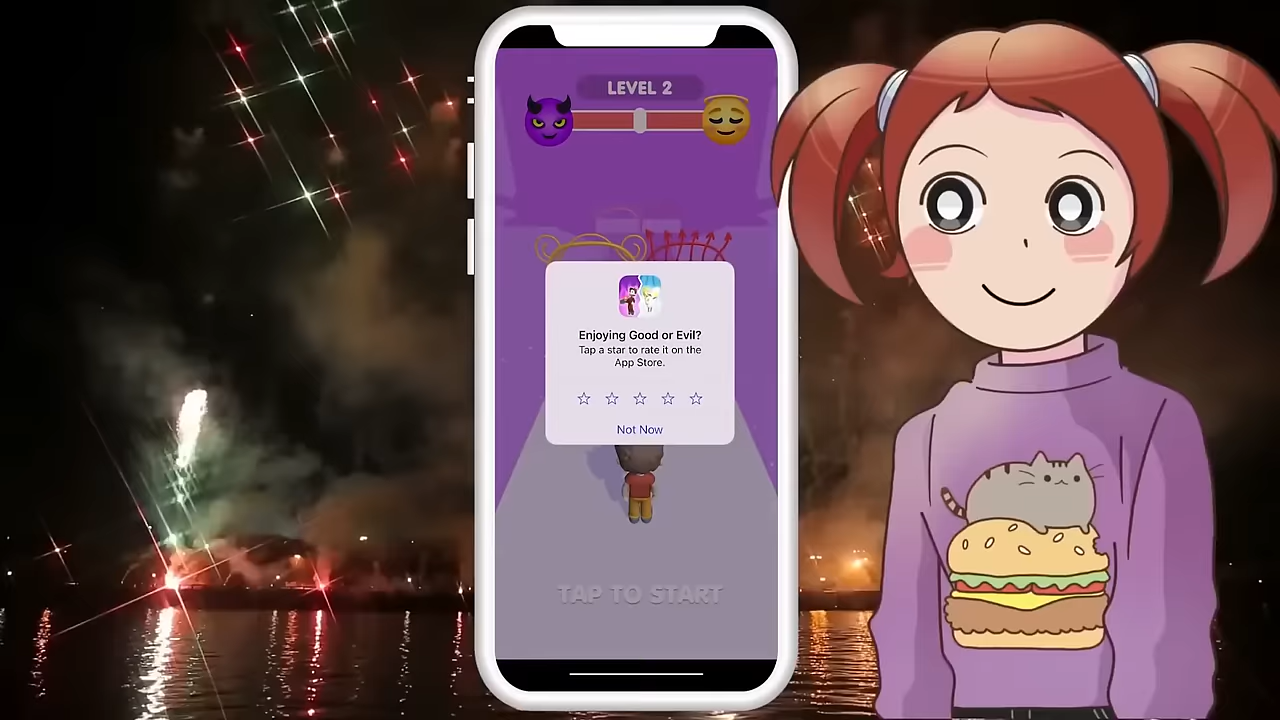 LEVEL 2
Enjoying Good or Evil?
Tap a star to rate it on the
App Store.
Not Now
TAP TO START